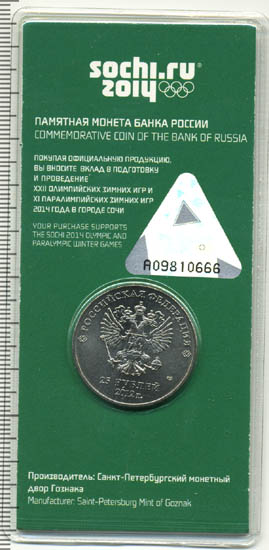 sochi.ru
2014
ПАМЯТНАЯ МОНЕТА БАНКА РОССИИ
COMMEMORATIVE COIN OF THE BANK OF RUSSIA
ПОКУПАЯ ОФИЦИАЛЬНУЮ ПРОДУКЦИЮ,
ВЫ ВНОСИТЕ ВКЛАД В ПОДГОТОВКУ
И ПРОВЕДЕНИЕ
XXII ОЛИМПИЙСКИХ ЗИМНИХ ИГР И
XI ПАРАЛИМПИЙСКИХ ЗИМНИХ ИГР
2014 ГОДА В ГОРОДЕ СОЧИ
YOUR PURCHASE SUPPORTS
THE SOCHI 2014 OLYMPIC AND
PARALYMPIC WINTER GAMES
A09810666
РОССИЙСКАЯ ФЕДЕРАЦИЯ
25 РУБЛЕЙ
Производитель: Санкт-Петербургский монетный
двор Гознака
Manufacturer: Saint-Petersburg Mint of Goznak